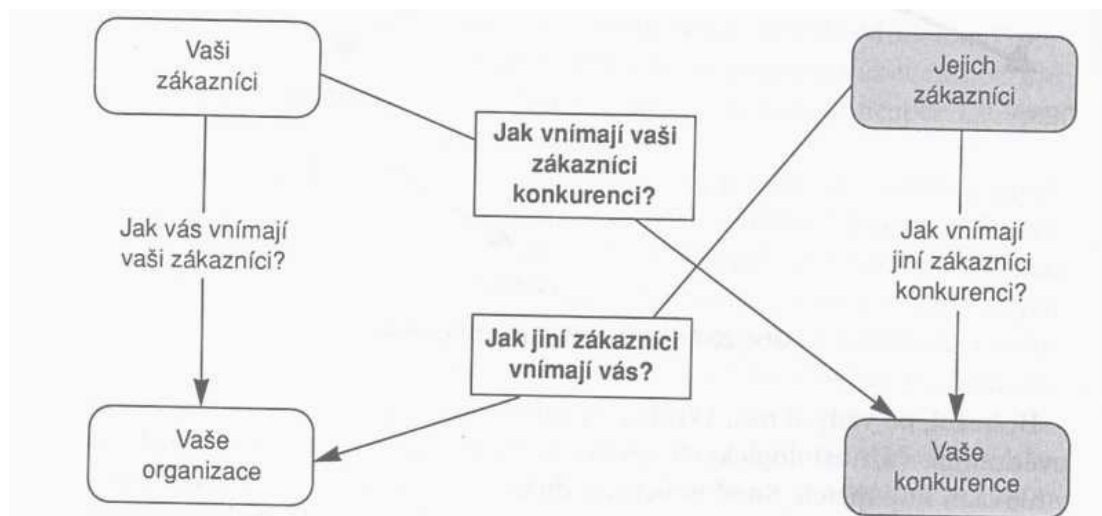 Vaši
zákazníci
Jejich
zákazníci
Jak vnímají vaši
zákazníci
konkurenci?
Jak vás vnímají
vaši zákazníci?
Jak vnímají
jiní zákazníci
konkurenci?
Jak jiní zákazníci
vnímají vás?
Vaše
organizace
Vaše
konkurence